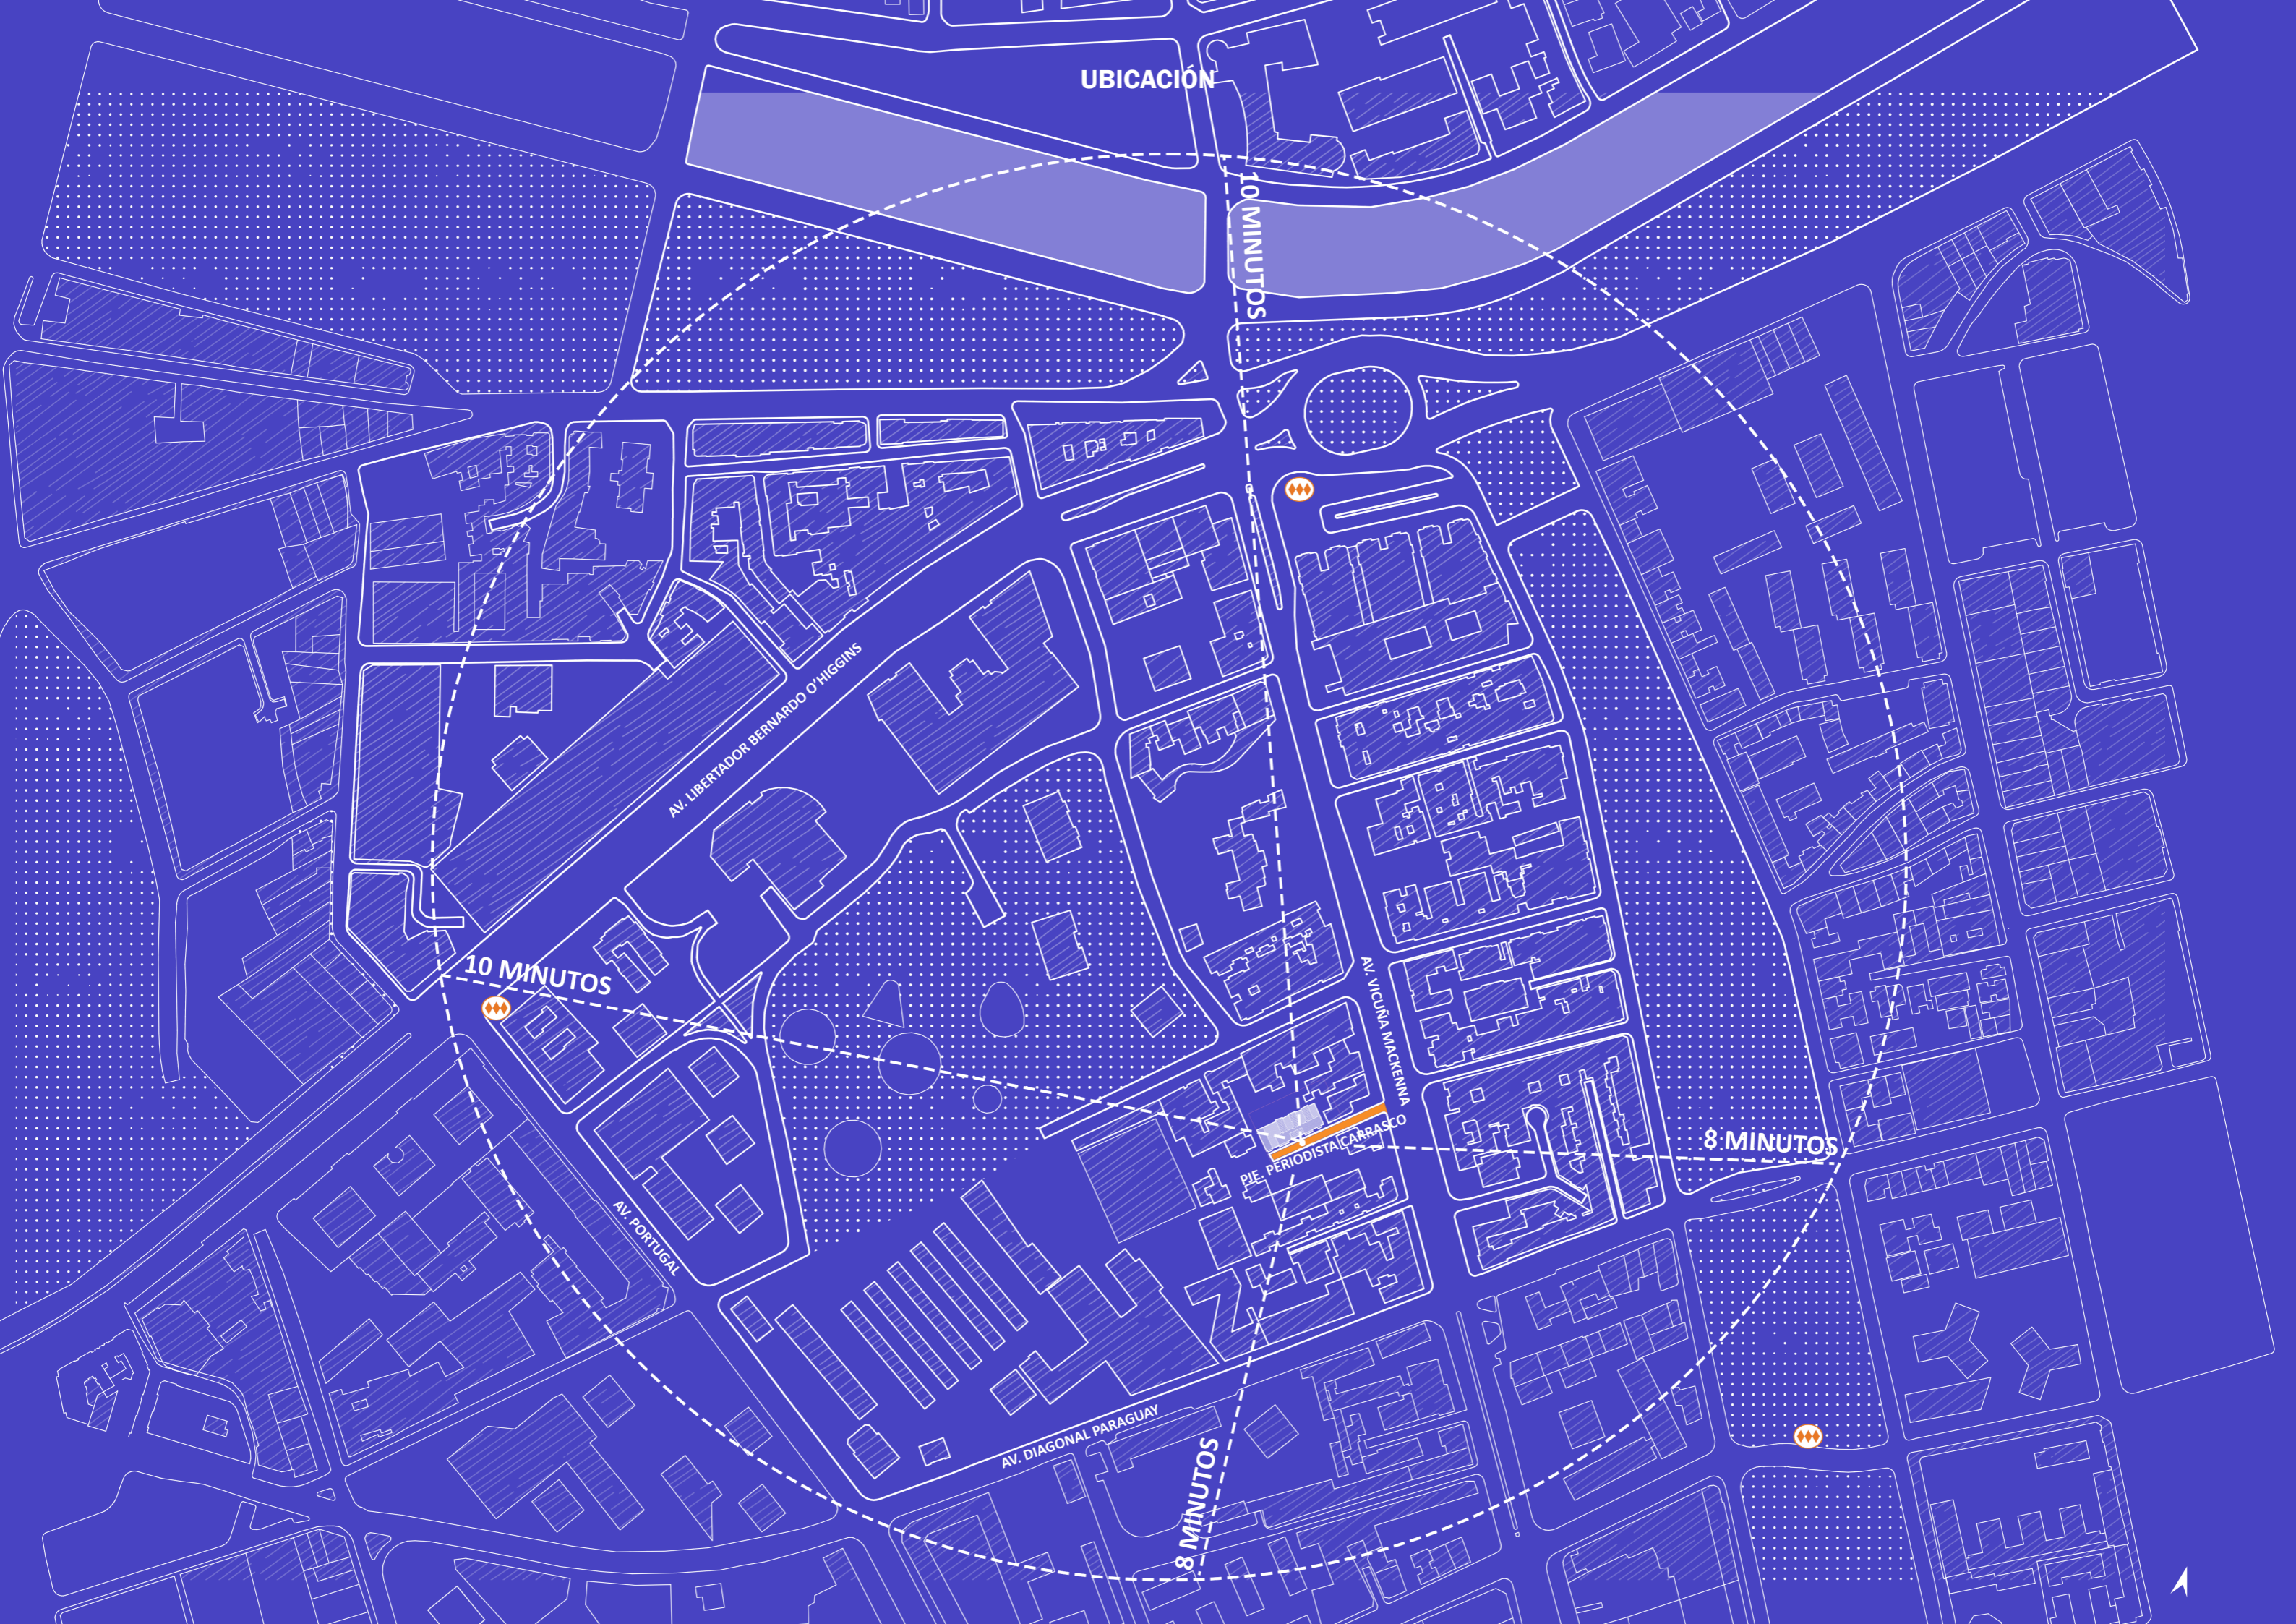 UBICACIÓN
10 MINUTOS
AV. LIBERTADOR BERNARDO O'HIGGINS
10 MINUTOS
AV. VICUÑA MACKENNA
PJE. PERIODISTA CARRASCO
8 MINUTOS
AV. PORTUGAL
AV. DIAGONAL PARAGUAY
8 MINUTOS